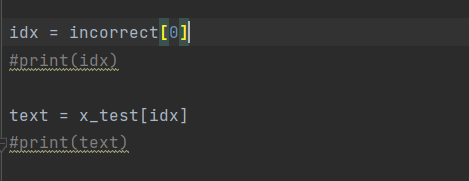 idx = incorrect[0]
#print(idx)
text = x_test[idx]
#print(text)